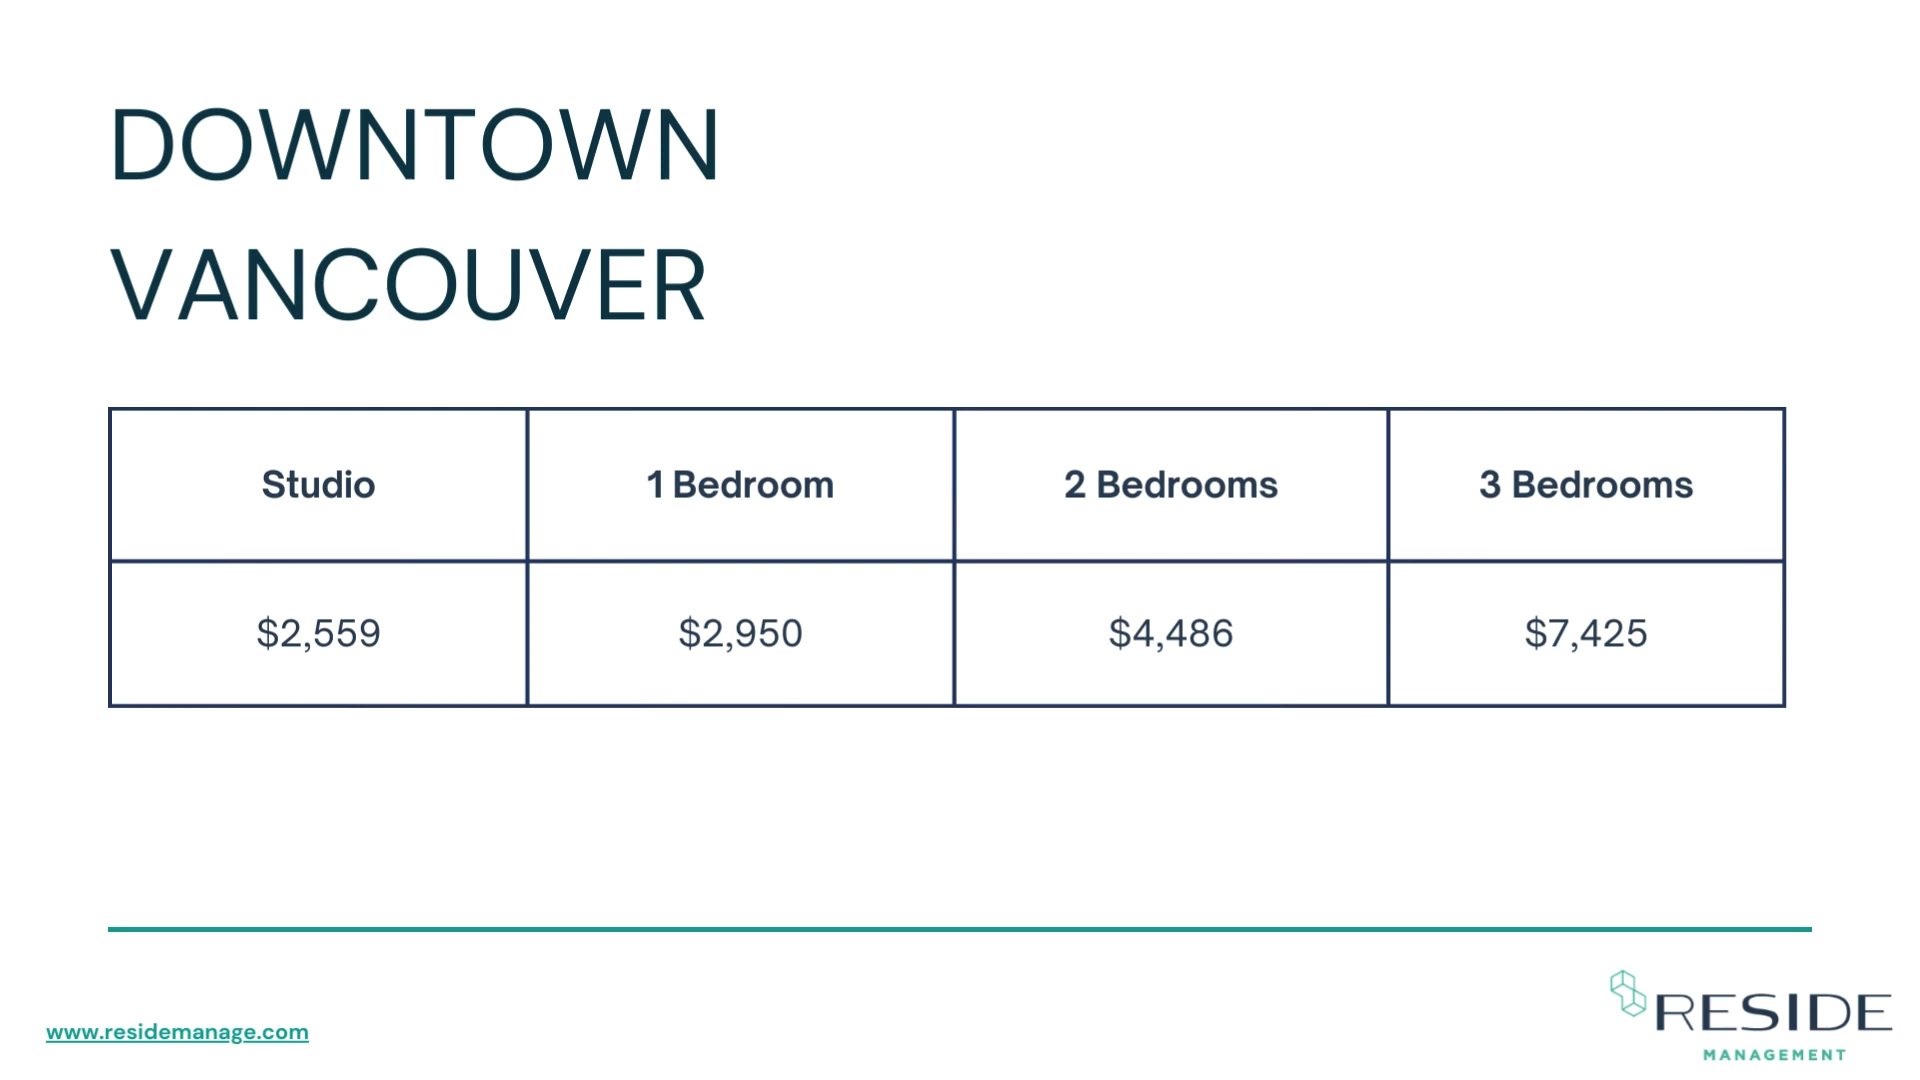 DOWNTOWN
VANCOUVER
Studio 1 Bedroom 2 Bedrooms 3 Bedrooms
$2,559 $2,950 $4,486 $7,425
www.residemanage.com
RESIDE
MANAGEMENT